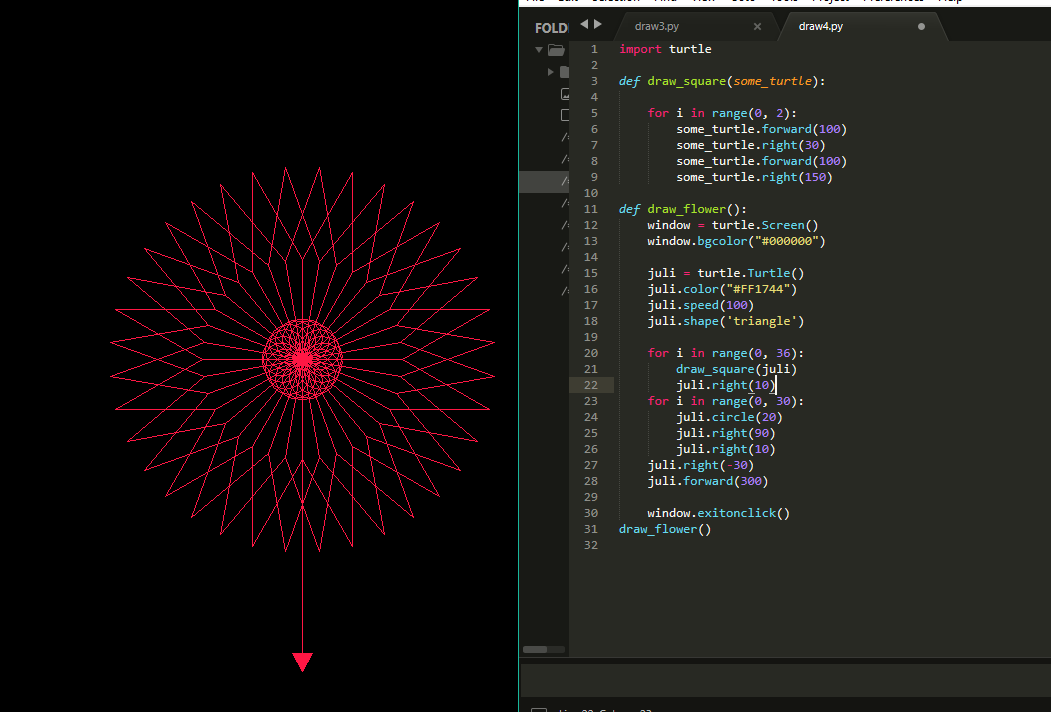 FOLD
draw3.py
draw4.py
1 import turtle
2
3 def draw_square(some_turtle):
4
5 for i in range(0, 2):
6 some_turtle.forward(100)
7 some_turtle.right(30)
8 some_turtle.forward(100)
9 some_turtle.right(150)
10
11 def draw_flower():
12 window = turtle.Screen()
13 window.bgcolor("#000000")
14
15 juli = turtle.Turtle()
16 juli.color("#FF1744")
17 juli.speed(100)
18 juli.shape('triangle')
19
20 for i in range(0, 36):
21 draw_square(juli)
22 juli.right(10)
23 for i in range(0, 30):
24 juli.circle(20)
25 juli.right(90)
26 juli.right(10)
27 juli.right(-30)
28 juli.forward(300)
29
30 window.exitonclick()
31 draw_flower()
32